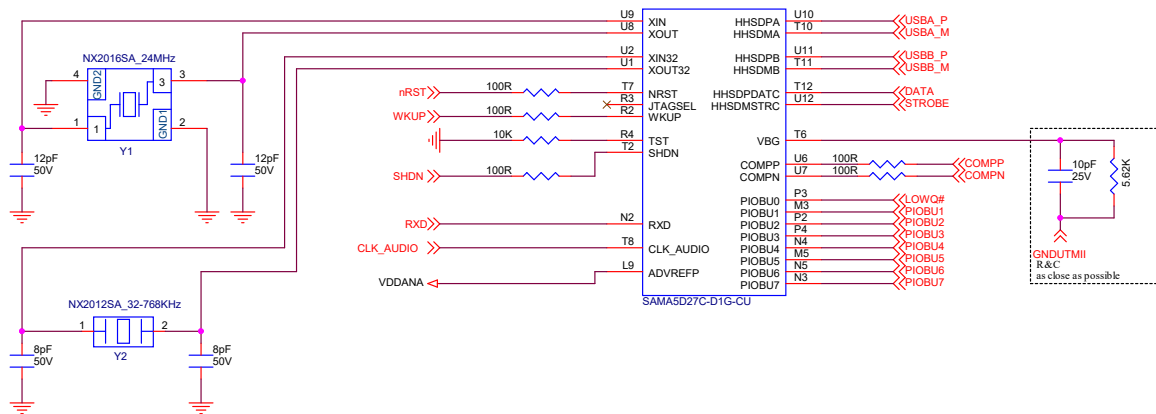 U9 XIN HHSDPA U10 USBA_P
U8 XOUT HHSDMA T10 USBA_M
U2 XIN32 HHSDPB U11 USBB_P
U1 XOUT32 HHSDMB T11 USBB_M
NX2016SA_24MHz
4 GND2 3 3
nRST 100R T7 NRST HHSDPDATC T12 DATA
R3 JTAGSEL HHSDMSTRC U12 STROBE
WKUP 100R R2 WKUP
1 1 GND1 2
Y1
10K R4 TST VBG T6
T2 SHDN
12pF
50V
12pF
50V
SHDN 100R
COMPP U6 100R COMPP
COMPN U7 100R COMPN
10pF
25V
5.62K
PIOBU0 P3 LOWQ#
PIOBU1 M3 PIOBU1
PIOBU2 P2 PIOBU2
RXD N2 RXD
PIOBU3 P4 PIOBU3
CLK_AUDIO T8 CLK_AUDIO PIOBU4 N4 PIOBU4
PIOBU5 M5 PIOBU5
VDDANA L9 ADVREFP PIOBU6 N5 PIOBU6
PIOBU7 N3 PIOBU7
GNDUTMII
R&C
as close as possible
SAMA5D27C-D1G-CU
NX2012SA_32-768KHz
1 2
Y2
8pF
50V
8pF
50V